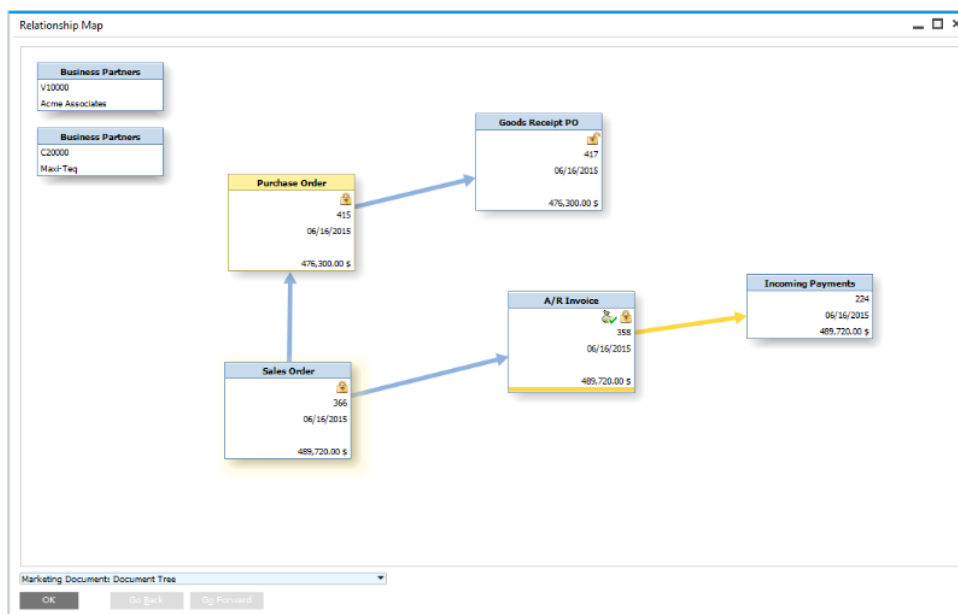 Relationship Map
Business Partners
V10000
Acme Associates
Business Partners
C20000
Maxi-Teq
Goods Receipt PO
417
06/16/2015
476,300.00 $
Purchase Order
415
06/16/2015
476,300.00 $
A/R Invoice
358
06/16/2015
489,720.00 $
Incoming Payments
224
06/16/2015
489,720.00 $
Sales Order
366
06/16/2015
489,720.00 $
Marketing Document: Document Tree
OK
Go Back
Go Forward